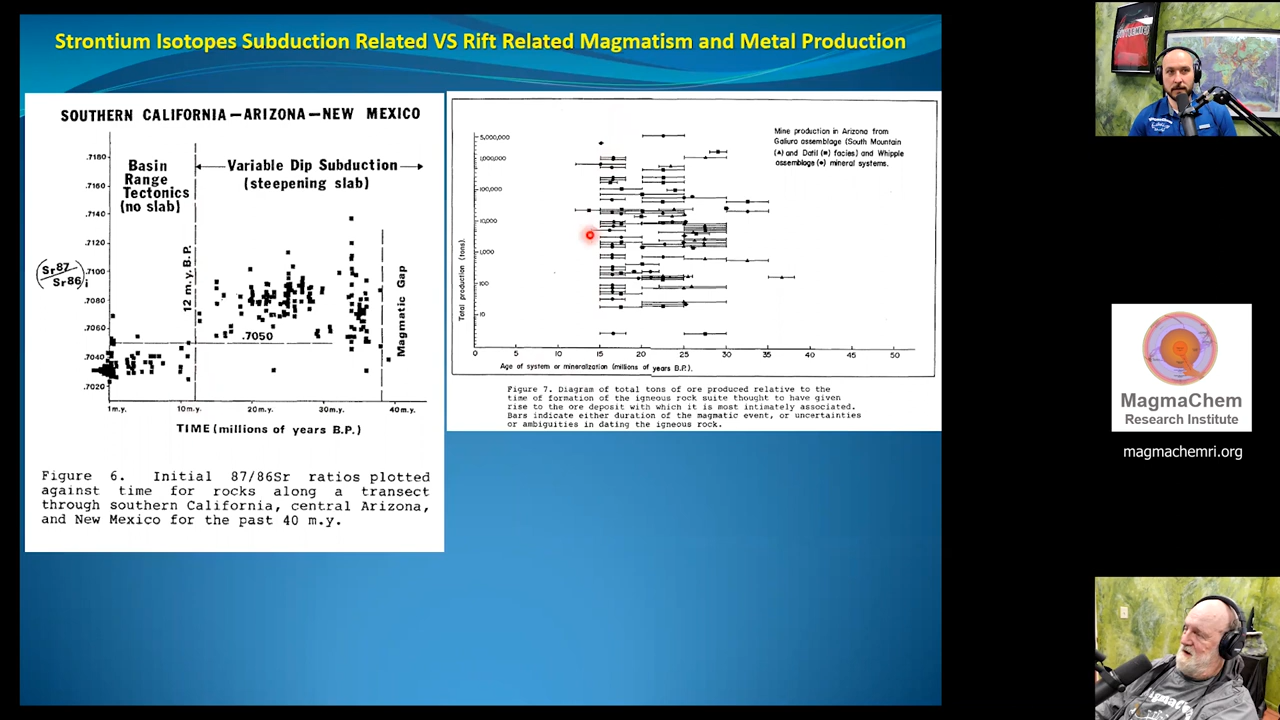 Strontium Isotopes Subduction Related VS Rift Related Magmatism and Metal Production
SOUTHERN CALIFORNIA—ARIZONA—NEW MEXICO
.7180
.7160
.7140
.7120
.7100
.7080
.7060
.7040
.7020
(Sr87/Sr86)i
Basin
Range
Tectonics
(no slab)
Variable Dip Subduction
(steepening slab)
12 m.y. B.P.
.7050
Magmatic Gap
1m.y. 10m.y. 20m.y. 30m.y. 40m.y.
TIME (millions of years B.P.)
Figure 6. Initial 87/86Sr ratios plotted
against time for rocks along a transect
through southern California, central Arizona,
and New Mexico for the past 40 m.y.
Mine production in Arizona from
Galiuro assemblage (South Mountain
(▲) and Datil (■) facies) and Whipple
assemblage (●) mineral systems.
Total production (tons).
5,000,000
1,000,000
100,000
10,000
1,000
100
10
0 5 10 15 20 25 30 35 40 45 50
Age of system or mineralization (millions of years B.P.).
Figure 7. Diagram of total tons of ore produced relative to the
time of formation of the igneous rock suite thought to have given
rise to the ore deposit with which it is most intimately associated.
Bars indicate either duration of the magmatic event, or uncertainties
or ambiguities in dating the igneous rock.
MagmaChem
Research Institute
magmachemri.org